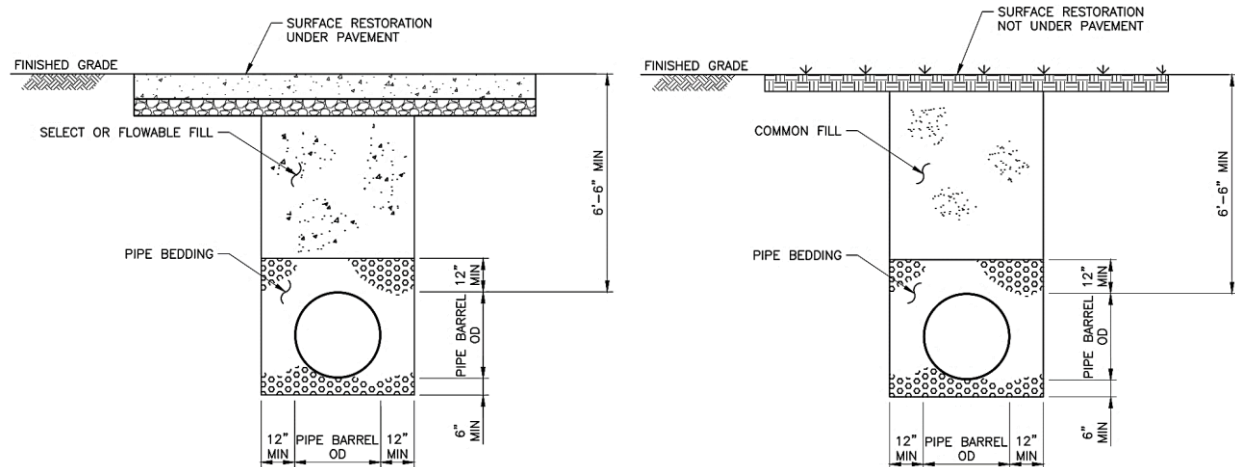 SURFACE RESTORATION
UNDER PAVEMENT
FINISHED GRADE
SELECT OR FLOWABLE FILL
PIPE BEDDING
6'-6" MIN
12"
MIN
PIPE BARREL
OD
6"
MIN
12"
MIN
PIPE BARREL
OD
12"
MIN
SURFACE RESTORATION
NOT UNDER PAVEMENT
FINISHED GRADE
COMMON FILL
PIPE BEDDING
6'-6" MIN
12"
MIN
PIPE BARREL
OD
6"
MIN
12"
MIN
PIPE BARREL
OD
12"
MIN